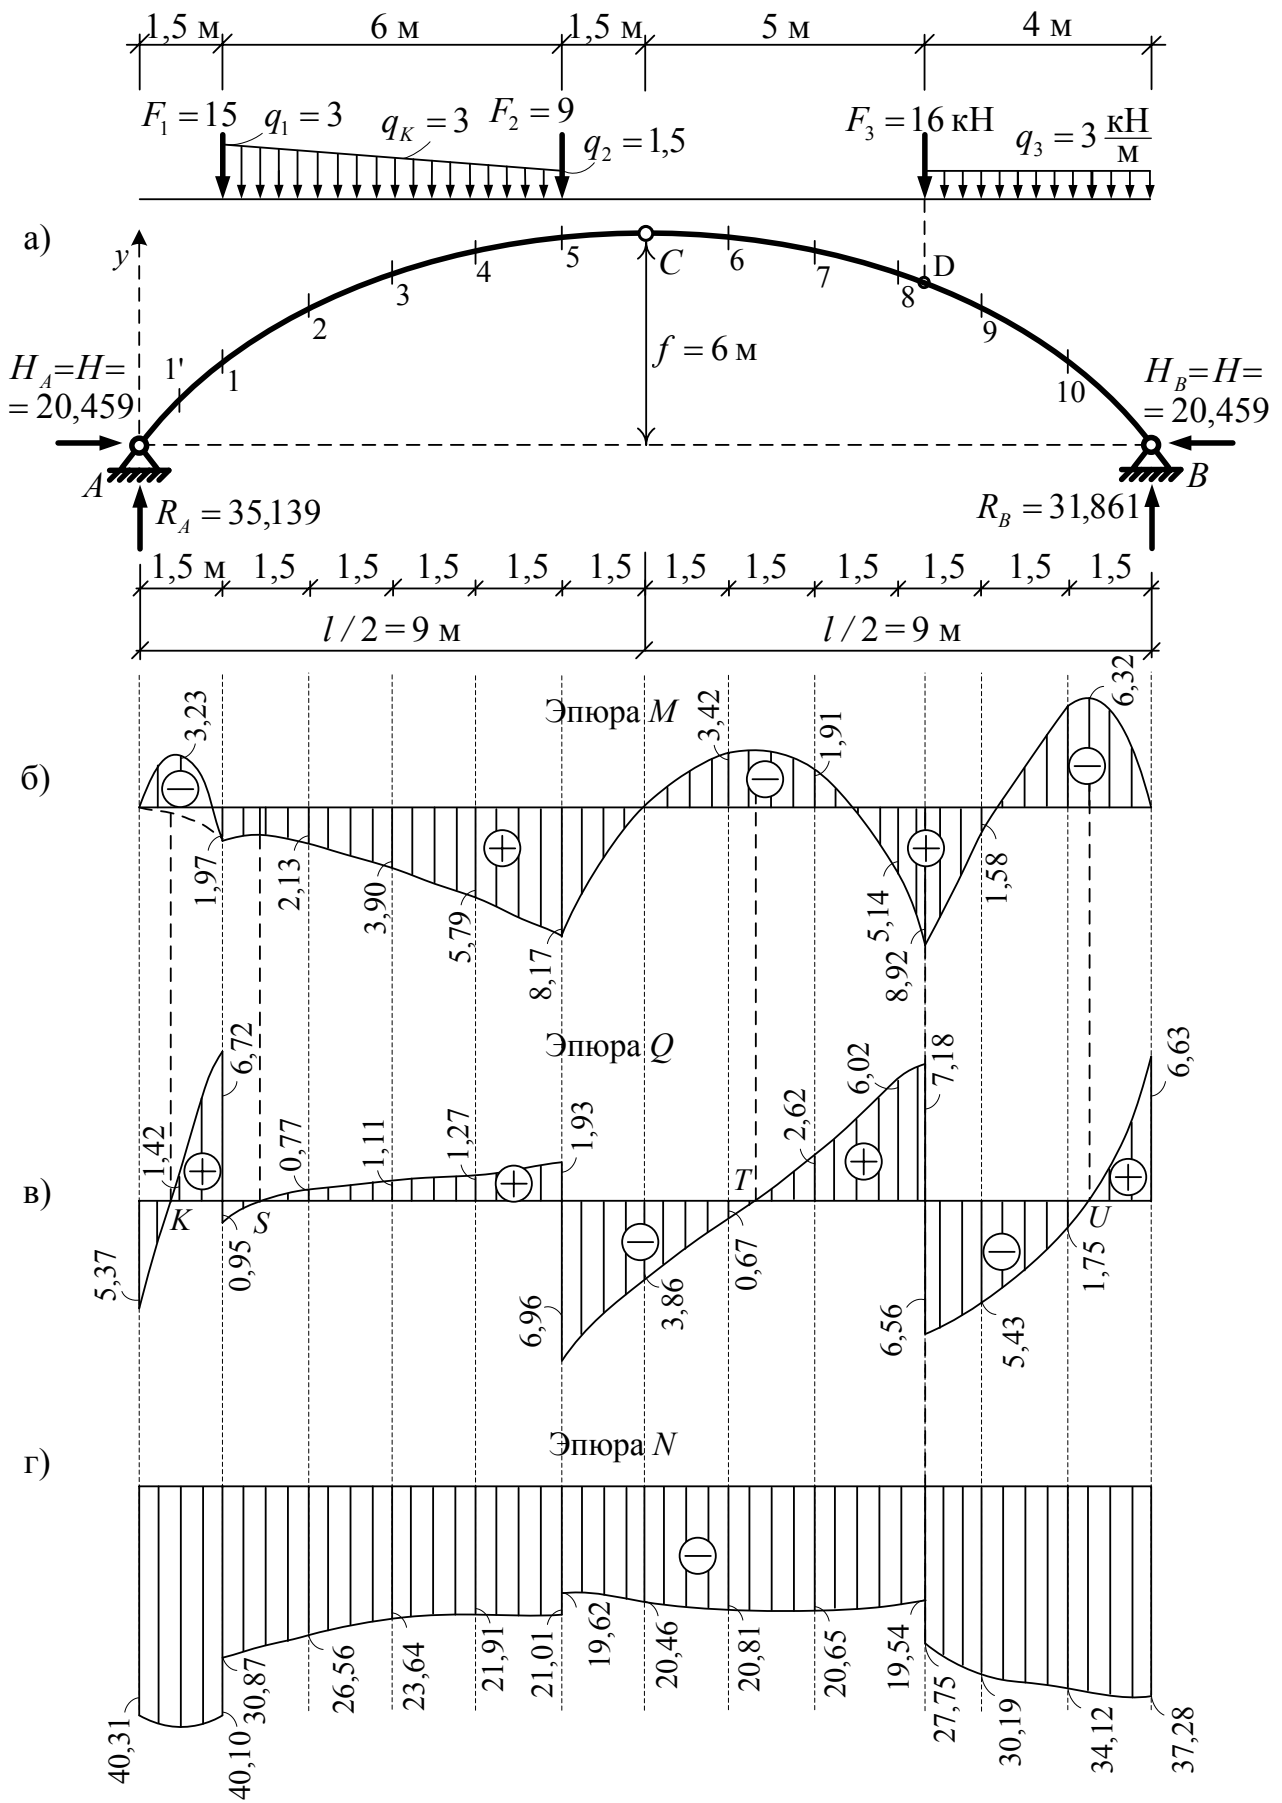 1,5 м 6 м 1,5 м 5 м 4 м
F₁ = 15 q₁ = 3 q_K = 3 F₂ = 9 q₂ = 1,5 F₃ = 16 кН q₃ = 3 кН/м
а)
y
C D
1' 1 2 3 4 5 6 7 8 9 10
f = 6 м
H_A=H=
= 20,459
H_B=H=
= 20,459
A B
R_A = 35,139 R_B = 31,861
1,5 м 1,5 1,5 1,5 1,5 1,5 1,5 1,5 1,5 1,5 1,5 1,5
l / 2 = 9 м l / 2 = 9 м
б)
Эпюра M
3,23 1,97 2,13 3,90 5,79 8,17 3,42 1,91 5,14 8,92 1,58 6,32
− + − + −
в)
Эпюра Q
5,37 1,42 6,72 0,95 0,77 1,11 1,27 1,93 6,96 3,86 0,67 2,62 6,02 7,18 6,56 5,43 1,75 6,63
K S T U
+ + − + − +
г)
Эпюра N
−
40,31 40,10 30,87 26,56 23,64 21,91 21,01 19,62 20,46 20,81 20,65 19,54 27,75 30,19 34,12 37,28